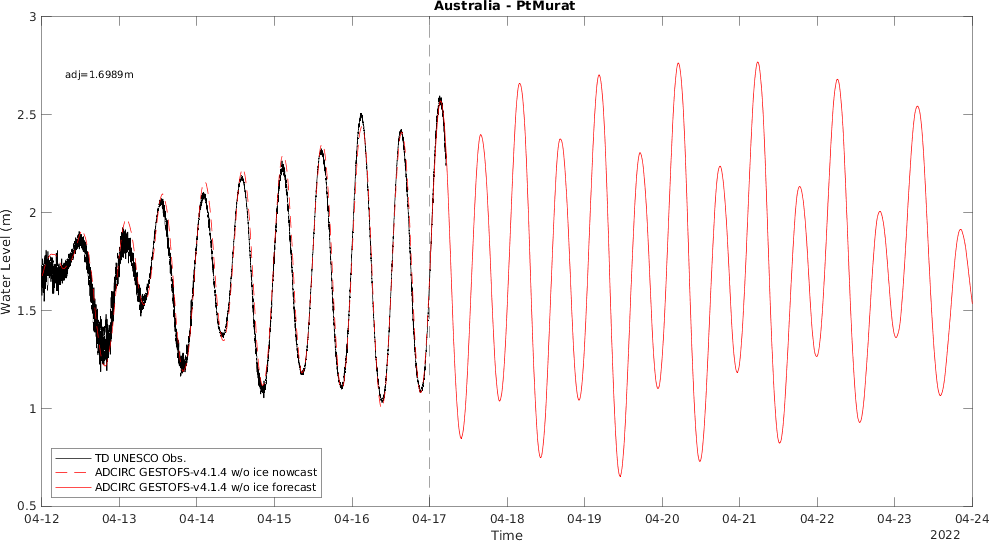 Australia - PtMurat
3
2.5
2
1.5
1
0.5
Water Level (m)
adj=1.6989m
TD UNESCO Obs.
ADCIRC GESTOFS-v4.1.4 w/o ice nowcast
ADCIRC GESTOFS-v4.1.4 w/o ice forecast
04-12 04-13 04-14 04-15 04-16 04-17 04-18 04-19 04-20 04-21 04-22 04-23 04-24
Time
2022